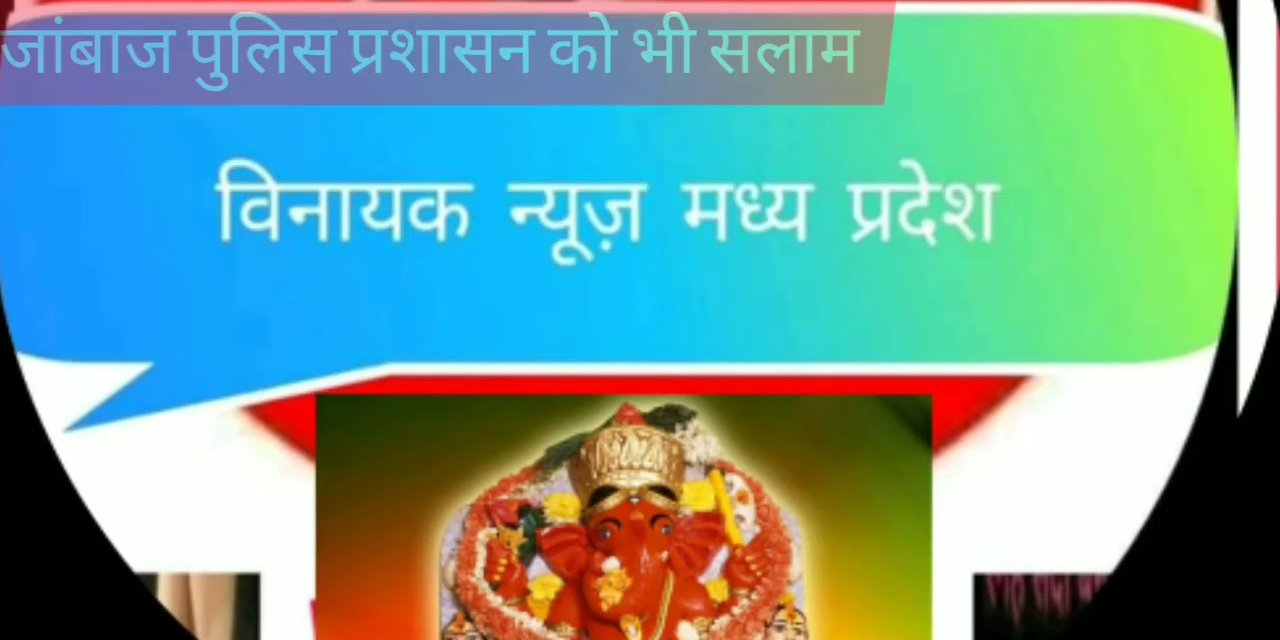 जांबाज पुलिस प्रशासन को भी सलाम
विनायक न्यूज़ मध्य प्रदेश